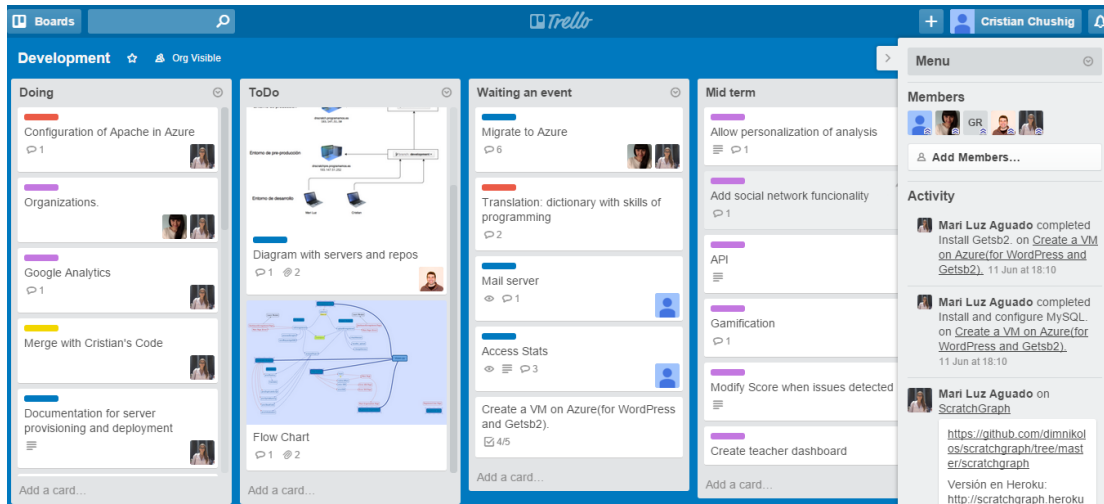 Boards
Trello
Cristian Chushig
Development
Org Visible
Doing
Configuration of Apache in Azure
1
Organizations.
Google Analytics
1
Merge with Cristian's Code
Documentation for server
provisioning and deployment
Add a card...
ToDo
Entorno de pre-producción
Entorno de desarrollo
Mari Luz
Cristian
Diagram with servers and repos
1 2
Flow Chart
1 2
Add a card...
Waiting an event
Migrate to Azure
6
Translation: dictionary with skills of
programming
2
Mail server
1
Access Stats
3
Create a VM on Azure(for WordPress
and Getsb2).
4/5
Add a card...
Mid term
Allow personalization of analysis
1
Add social network funcionality
1
API
Gamification
1
Modify Score when issues detected
Create teacher dashboard
Add a card...
Menu
Members
GR
Add Members...
Activity
Mari Luz Aguado completed
Install Getsb2. on Create a VM
on Azure(for WordPress and
Getsb2). 11 Jun at 18:10
Mari Luz Aguado completed
Install and configure MySQL.
on Create a VM on Azure(for
WordPress and Getsb2).
11 Jun at 18:10
Mari Luz Aguado on
ScratchGraph
https://github.com/dimnikol
os/scratchgraph/tree/mast
er/scratchgraph
Versión en Heroku:
http://scratchgraph.heroku